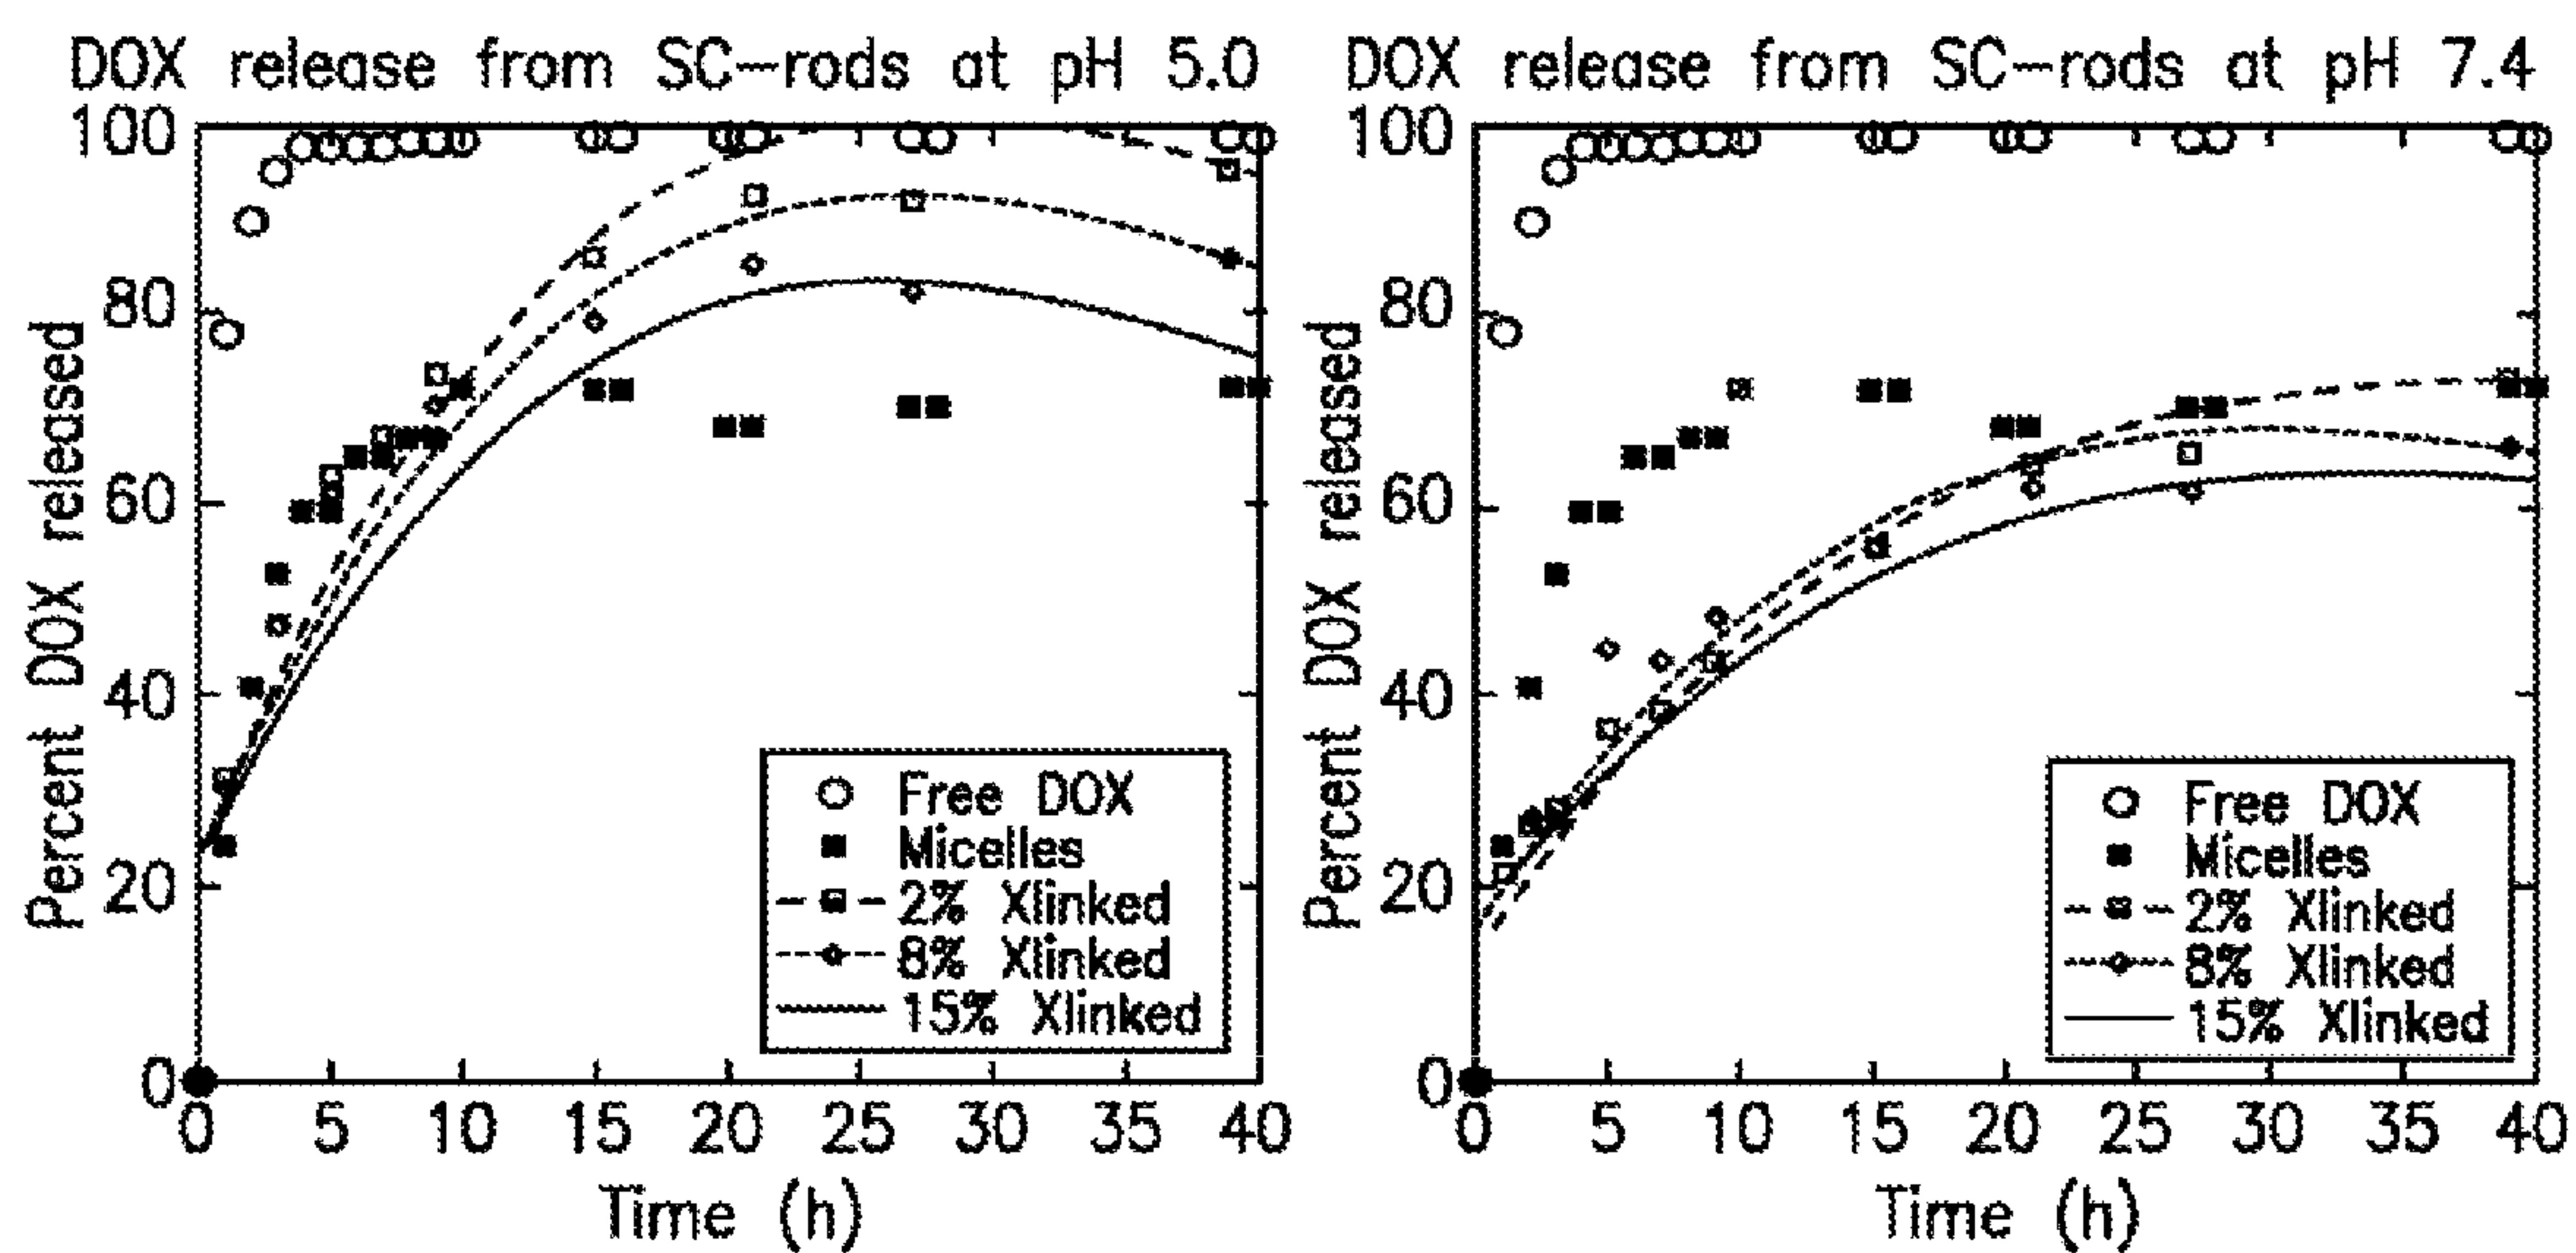 DOX release from SC-rods at pH 5.0
Percent DOX released
100
80
60
40
20
0
0 5 10 15 20 25 30 35 40
Time (h)
Free DOX
Micelles
2% Xlinked
8% Xlinked
15% Xlinked
DOX release from SC-rods at pH 7.4
Percent DOX released
100
80
60
40
20
0
0 5 10 15 20 25 30 35 40
Time (h)
Free DOX
Micelles
2% Xlinked
8% Xlinked
15% Xlinked